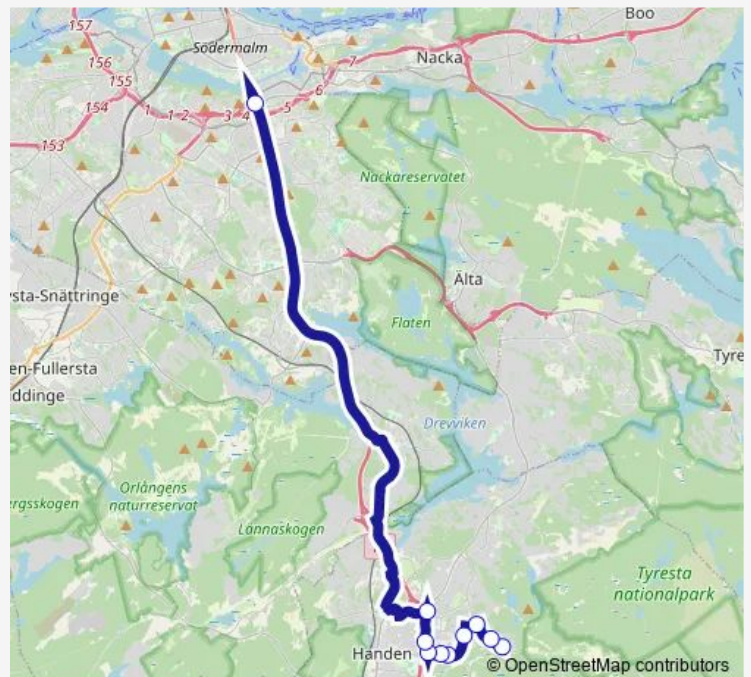 157
Boo
Södermalm
156
Nacka
7
155
6
154
1
1
2
3
4
5
153
Nackareservatet
Älta
sta-Snättringe
Flaten
Tyre
en-Fullersta
ddinge
Drevviken
Orlångens
naturreservat
ergsskogen
Lännaskogen
Tyresta
nationalpark
Handen
© OpenStreetMap contributors